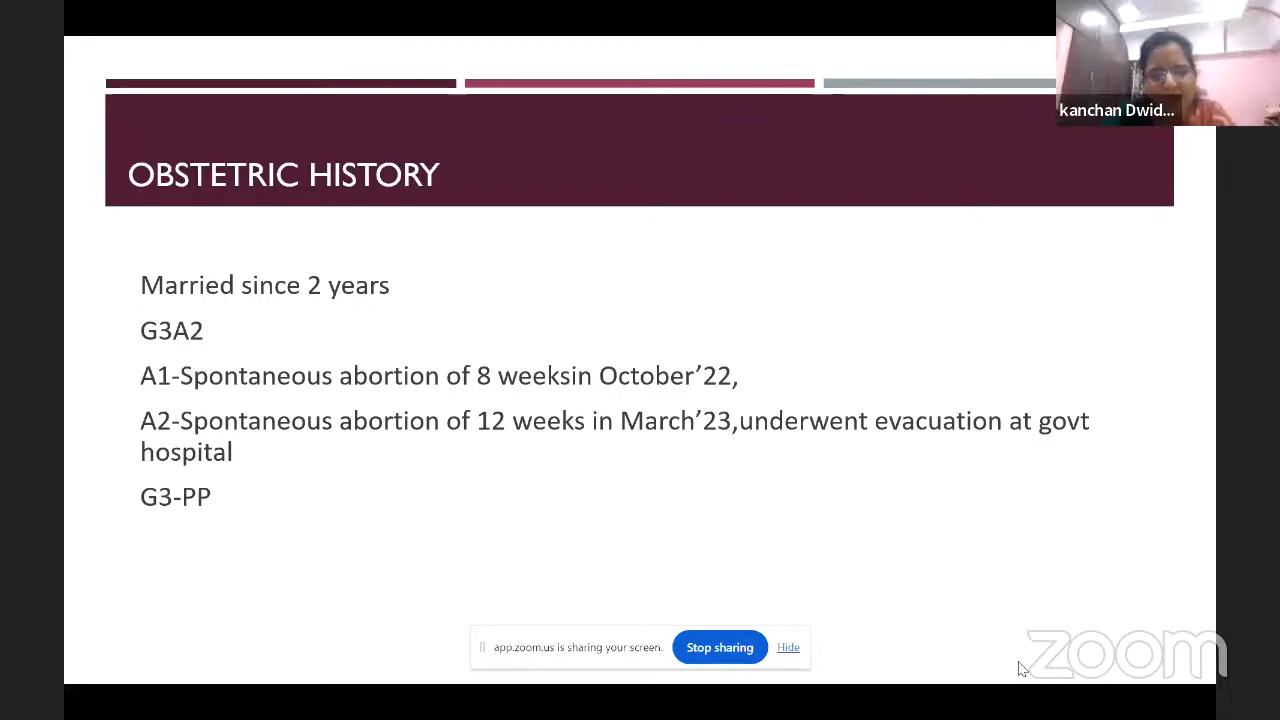 kanchan Dwid...
OBSTETRIC HISTORY
Married since 2 years
G3A2
A1-Spontaneous abortion of 8 weeksin October’22,
A2-Spontaneous abortion of 12 weeks in March’23,underwent evacuation at govt
hospital
G3-PP
app.zoom.us is sharing your screen. Stop sharing Hide
zoom